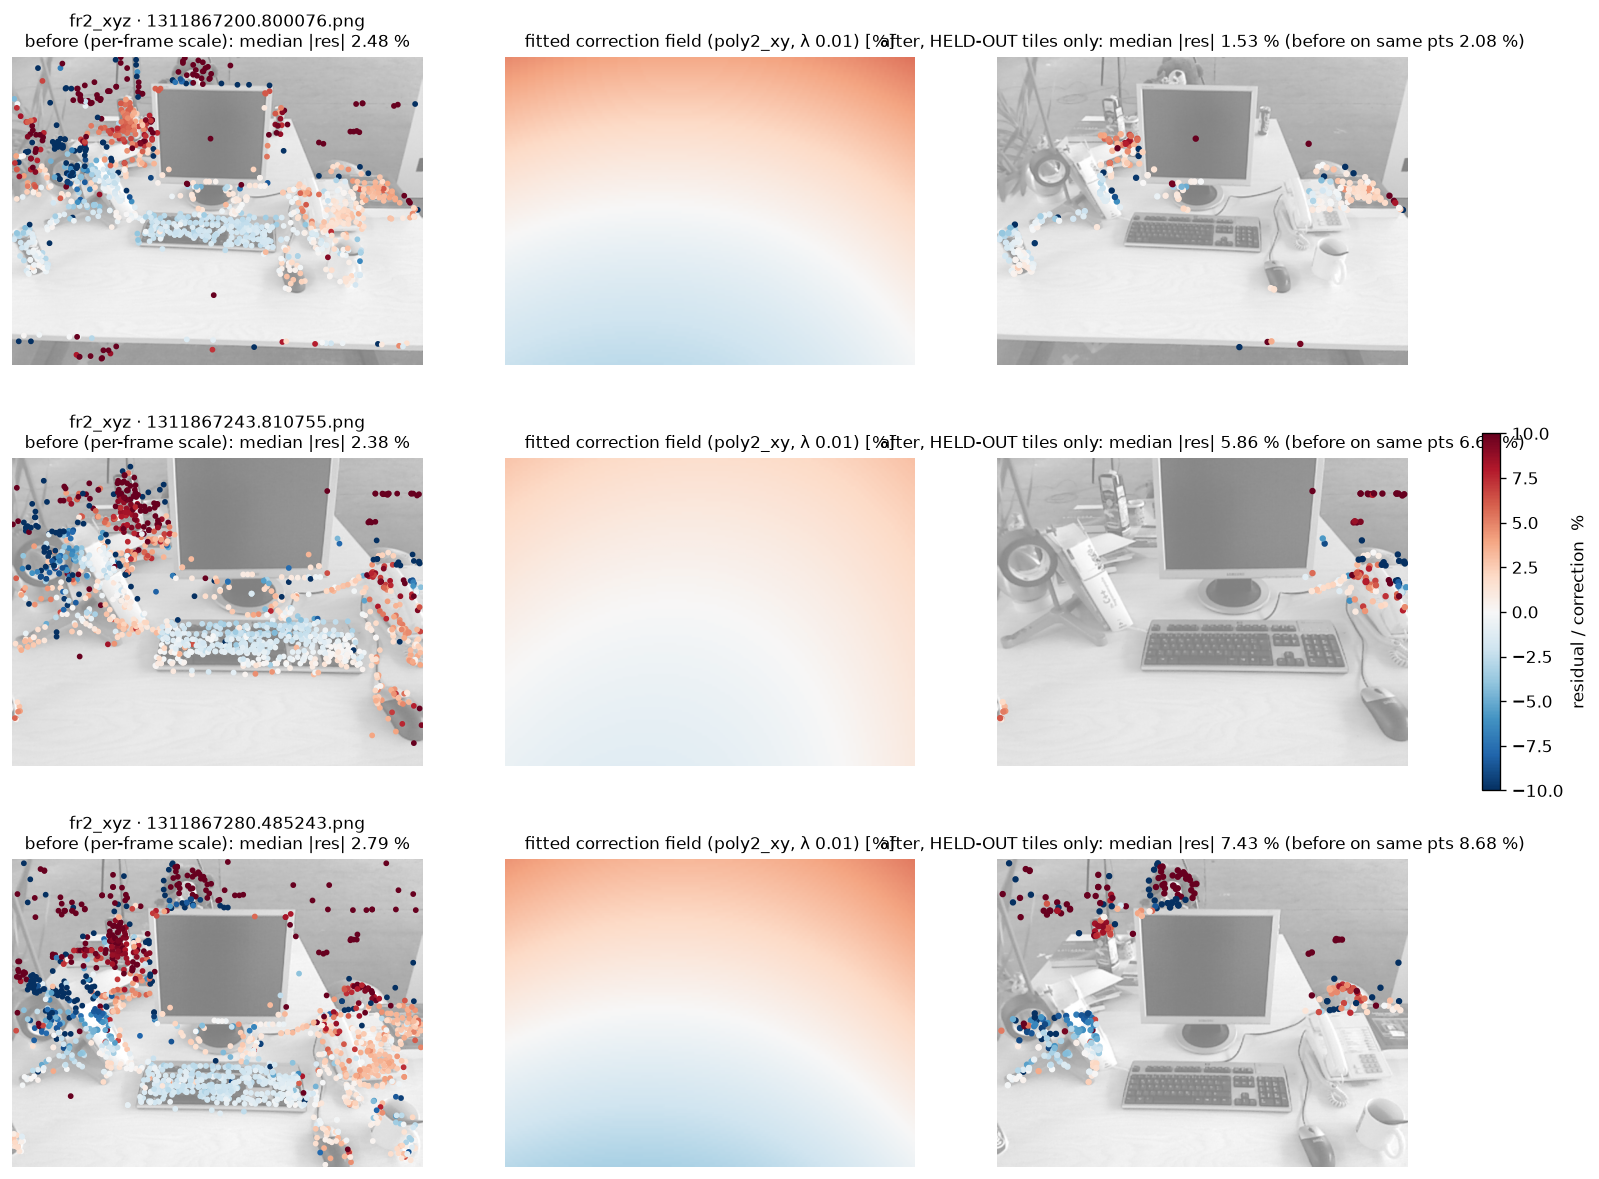 fr2_xyz · 1311867200.800076.png
before (per-frame scale): median |res| 2.48 %
fitted correction field (poly2_xy, λ 0.01) [%]
after, HELD-OUT tiles only: median |res| 1.53 % (before on same pts 2.08 %)
fr2_xyz · 1311867243.810755.png
before (per-frame scale): median |res| 2.38 %
fitted correction field (poly2_xy, λ 0.01) [%]
after, HELD-OUT tiles only: median |res| 5.86 % (before on same pts %)
10.0
7.5
5.0
2.5
0.0
−2.5
−5.0
−7.5
−10.0
residual / correction %
fr2_xyz · 1311867280.485243.png
before (per-frame scale): median |res| 2.79 %
fitted correction field (poly2_xy, λ 0.01) [%]
after, HELD-OUT tiles only: median |res| 7.43 % (before on same pts 8.68 %)